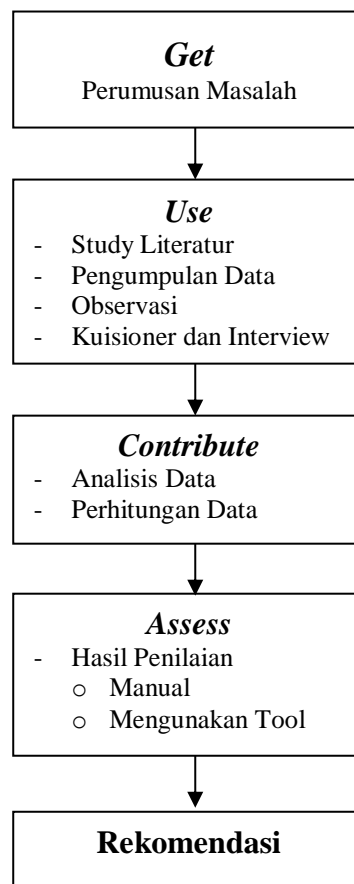 Get
Perumusan Masalah
Use
- Study Literatur
- Pengumpulan Data
- Observasi
- Kuisioner dan Interview
Contribute
- Analisis Data
- Perhitungan Data
Assess
- Hasil Penilaian
o Manual
o Mengunakan Tool
Rekomendasi